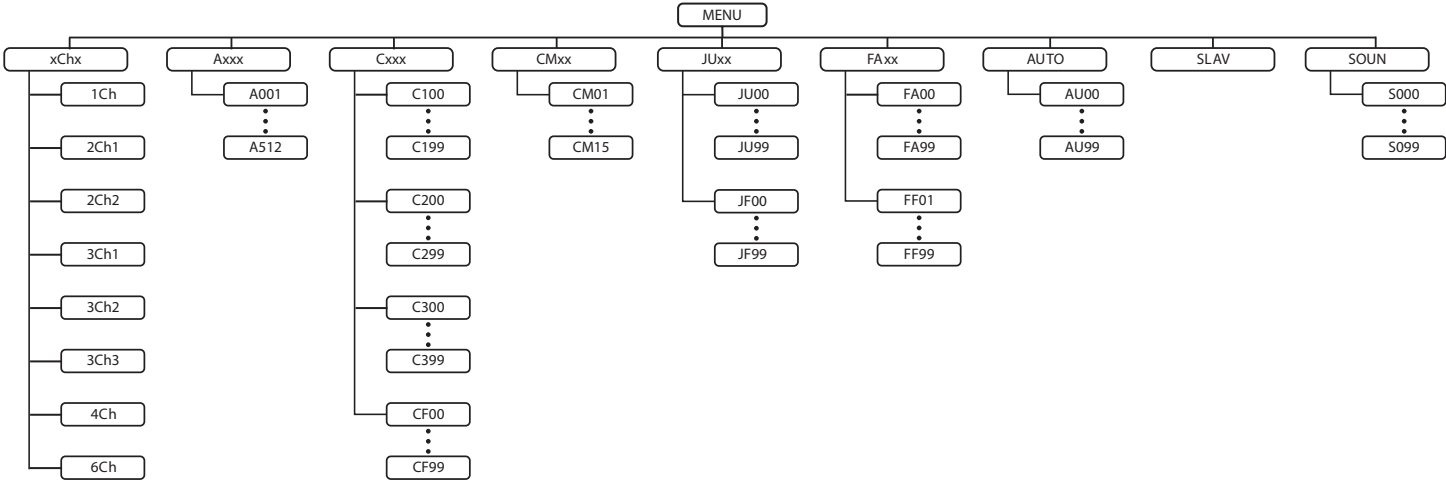 MENU
xChx Axxx Cxxx CMxx JUxx FAxx AUTO SLAV SOUN
1Ch A001 C100 CM01 JU00 FA00 AU00 S000
2Ch1 A512 C199 CM15 JU99 FA99 AU99 S099
2Ch2 C200 JF00 FF01
3Ch1 C299 JF99 FF99
3Ch2 C300
3Ch3 C399
4Ch CF00
6Ch CF99